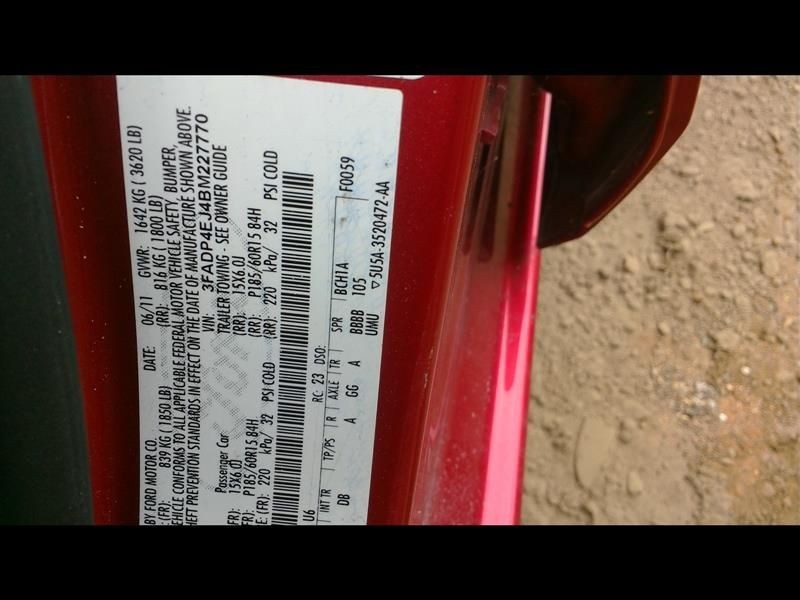 BY FORD MOTOR CO. DATE: 06/11 GVWR: 1642 KG ( 3620 LB)
(FR): 839 KG ( 1850 LB) (RR): 816 KG ( 1800 LB)
VEHICLE CONFORMS TO ALL APPLICABLE FEDERAL MOTOR VEHICLE SAFETY, BUMPER,
THEFT PREVENTION STANDARDS IN EFFECT ON THE DATE OF MANUFACTURE SHOWN ABOVE.
VIN: 3FADP4EJ4BM227770
Passenger Car TRAILER TOWING - SEE OWNER GUIDE
FR): 15X6.0J (RR): 15X6.0J
FR): P185/60R15 84H (RR): P185/60R15 84H
E (FR): 220 kPa/ 32 PSI COLD (RR): 220 kPa/ 32 PSI COLD
U6 RC: 23 DSO: F0059
INT TR TP/PS R AXLE TR SPR BCH1A
DB A GG A BBBB 105
UMU ▽5U5A-3520472-AA